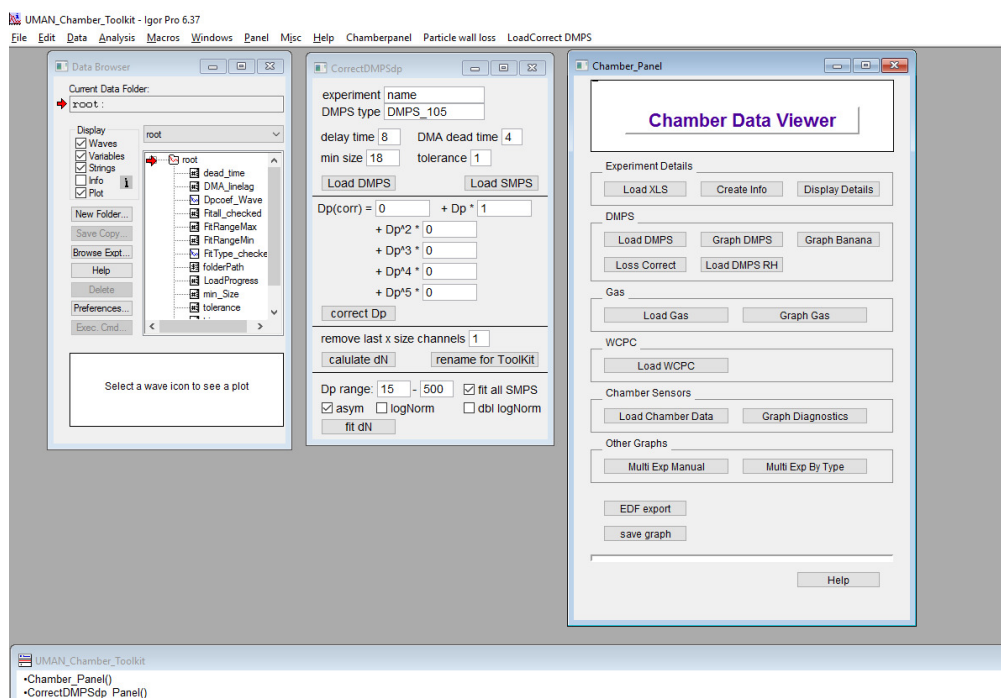 UMAN_Chamber_Toolkit - Igor Pro 6.37
File Edit Data Analysis Macros Windows Panel Misc Help Chamberpanel Particle wall loss LoadCorrect DMPS
Data Browser
Current Data Folder:
root:
Display
Waves
Variables
Strings
Info
i
Plot
root
New Folder...
Save Copy...
Browse Expt...
Help
Delete
Preferences...
Exec. Cmd...
root
dead_time
DMA_linelag
Dpcoef_Wave
Fitall_checked
FitRangeMax
FitRangeMin
FitType_checke
folderPath
LoadProgress
min_Size
tolerance
Select a wave icon to see a plot
CorrectDMPSdp
experiment name
DMPS type DMPS_105
delay time 8 DMA dead time 4
min size 18 tolerance 1
Load DMPS Load SMPS
Dp(corr) = 0 + Dp * 1
+ Dp^2 * 0
+ Dp^3 * 0
+ Dp^4 * 0
+ Dp^5 * 0
correct Dp
remove last x size channels 1
calulate dN rename for ToolKit
Dp range: 15 - 500 fit all SMPS
asym logNorm dbl logNorm
fit dN
Chamber_Panel
Chamber Data Viewer
Experiment Details
Load XLS Create Info Display Details
DMPS
Load DMPS Graph DMPS Graph Banana
Loss Correct Load DMPS RH
Gas
Load Gas Graph Gas
WCPC
Load WCPC
Chamber Sensors
Load Chamber Data Graph Diagnostics
Other Graphs
Multi Exp Manual Multi Exp By Type
EDF export
save graph
Help
UMAN_Chamber_Toolkit
•Chamber_Panel()
•CorrectDMPSdp_Panel()